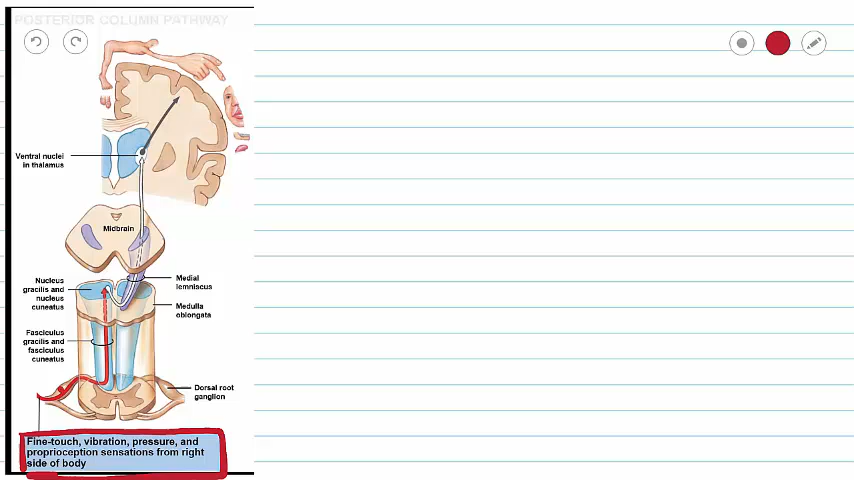 POSTERIOR COLUMN PATHWAY
Ventral nuclei
in thalamus
Midbrain
Nucleus
gracilis and
nucleus
cuneatus
Medial
lemniscus
Medulla
oblongata
Fasciculus
gracilis and
fasciculus
cuneatus
Dorsal root
ganglion
Fine-touch, vibration, pressure, and
proprioception sensations from right
side of body